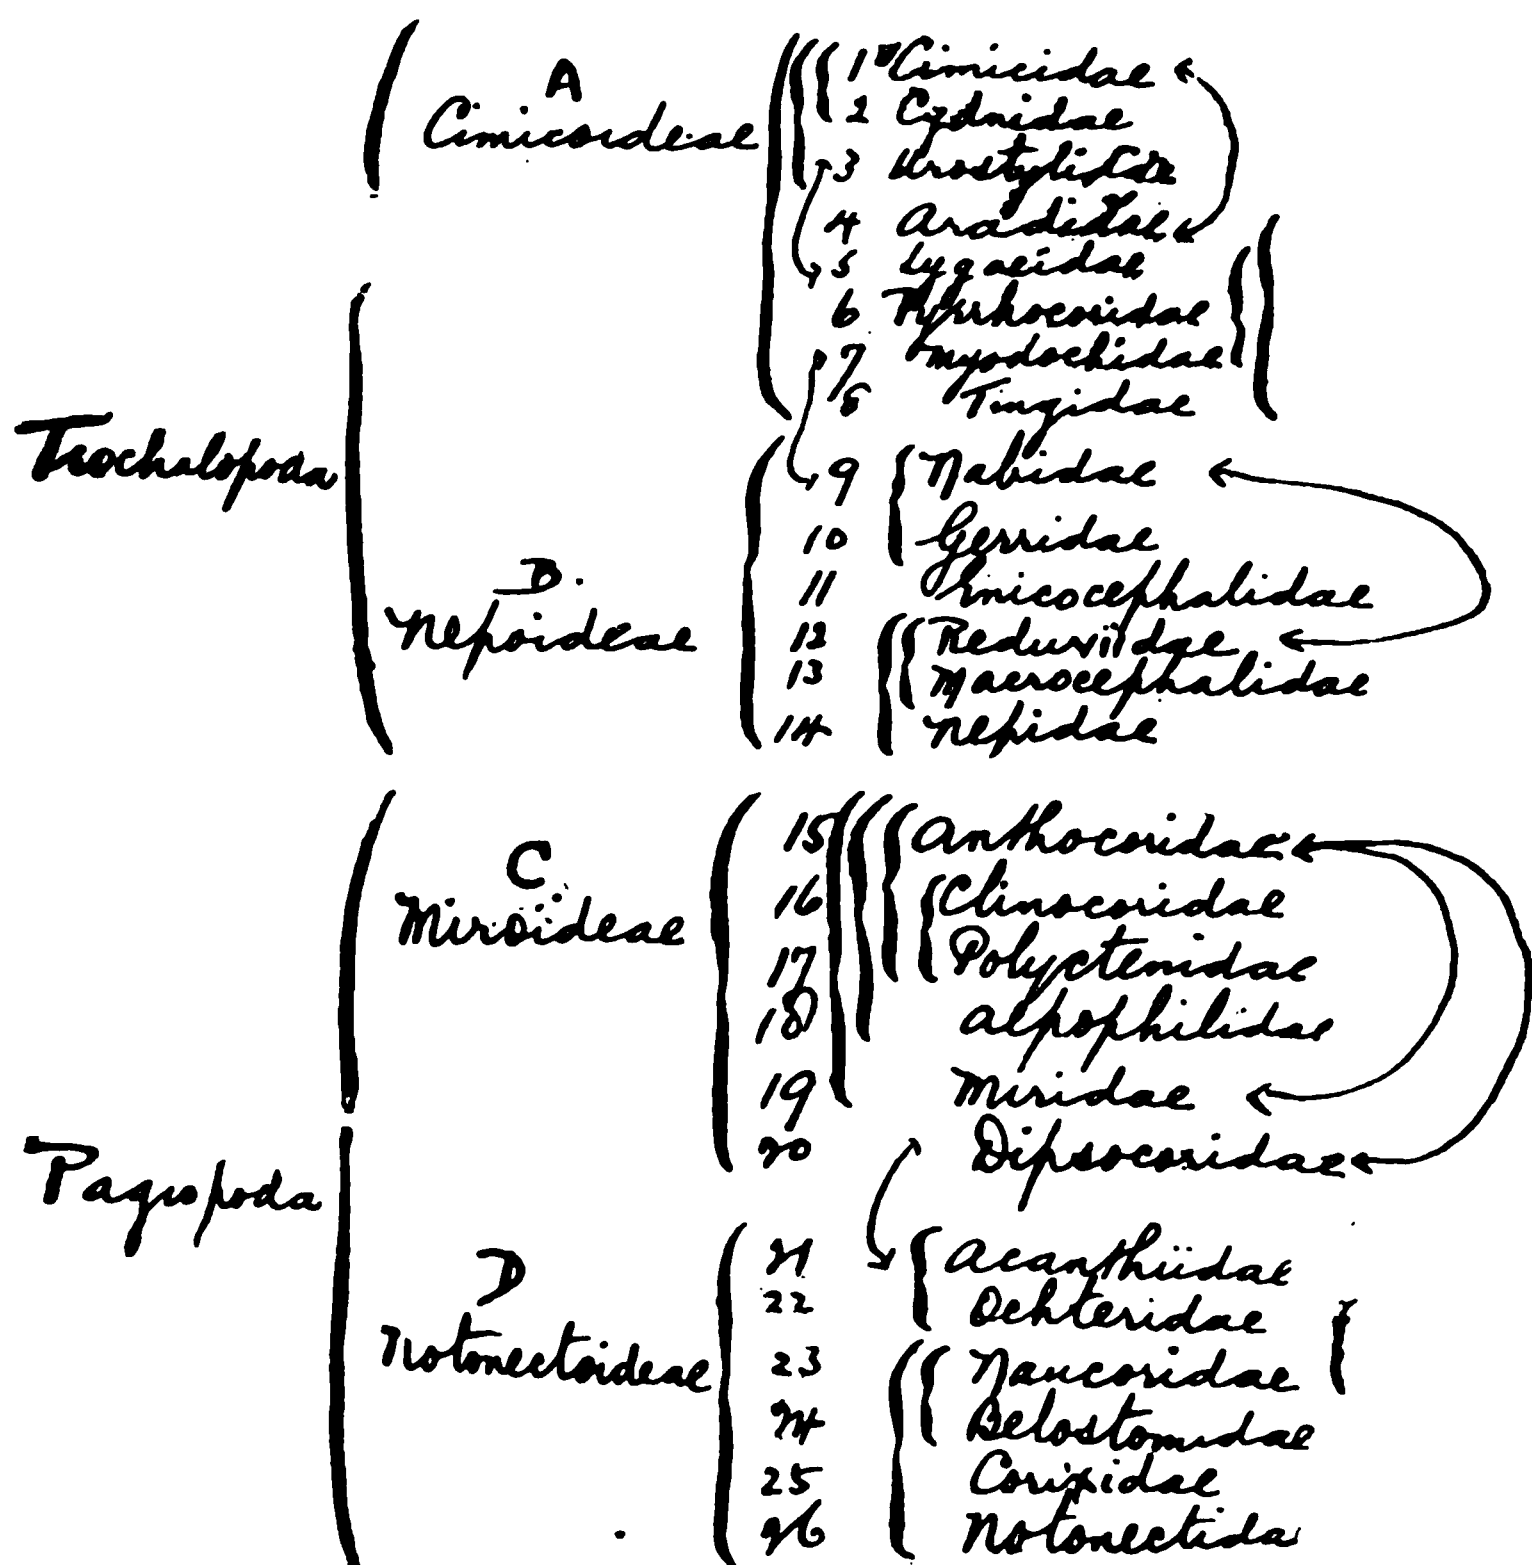 A
Cimicoideae
1 Cimicidae
2 Cydnidae
3 Urostylidae
4 Aradidae
5 Lygaeidae
6 Pyrrhocoridae
7 Myodochidae
8 Tingidae
Trochalopoda
B.
Nepoideae
9 Nabidae
10 Gerridae
11 Enicocephalidae
12 Reduviidae
13 Macrocephalidae
14 Nepidae
C.
Miroideae
15 Anthocoridae
16 Clinocoridae
17 Polyctenidae
18 Aepophilidae
19 Miridae
20 Dipsocoridae
Pagiopoda
D
Notonectoideae
21 Acanthiidae
22 Ochteridae
23 Naucoridae
24 Belostomidae
25 Corixidae
26 Notonectidae